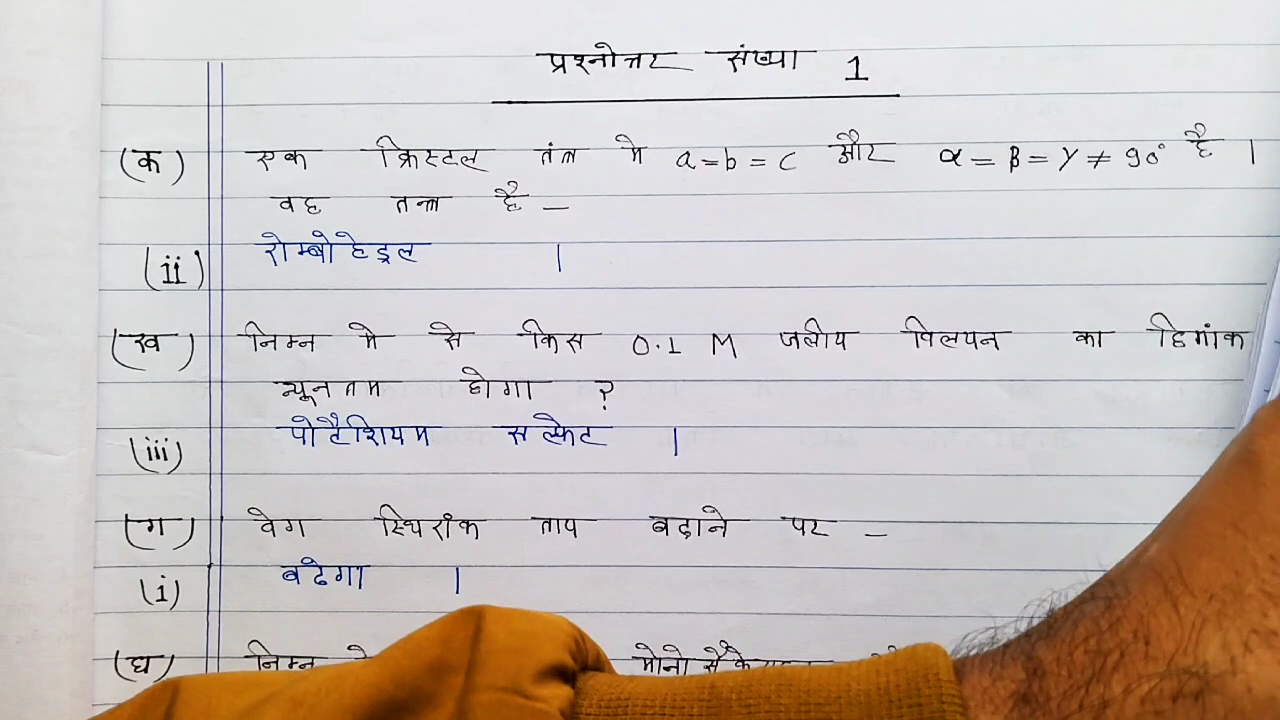 प्रश्नोत्तर संख्या 1
(क) एक क्रिस्टल तंत्र मे a=b=c और α=β=γ≠90° है ।
वह तन्त्र है –
(ii) रोम्बोहेड्रल ।
(ख) निम्न मे से किस 0.1 M जलीय विलयन का हिमांक
न्यूनतम होगा ?
(iii) पोटैशियम सल्फेट ।
(ग) वेग स्थिरांक ताप बढ़ाने पर –
(i) बढेगा ।
(घ) निम्न